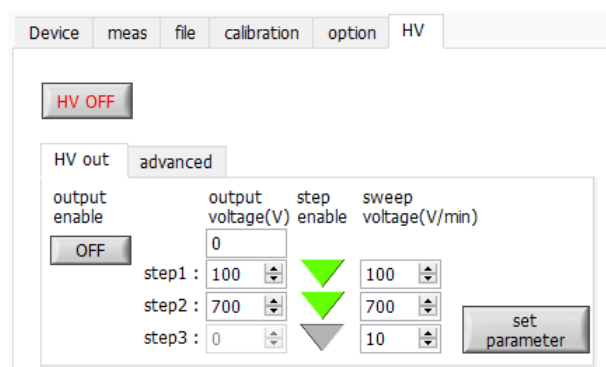 Device meas file calibration option HV
HV OFF
HV out advanced
output enable output voltage(V) step enable sweep voltage(V/min)
OFF 0
step1 : 100 100
step2 : 700 700
step3 : 0 10
set parameter